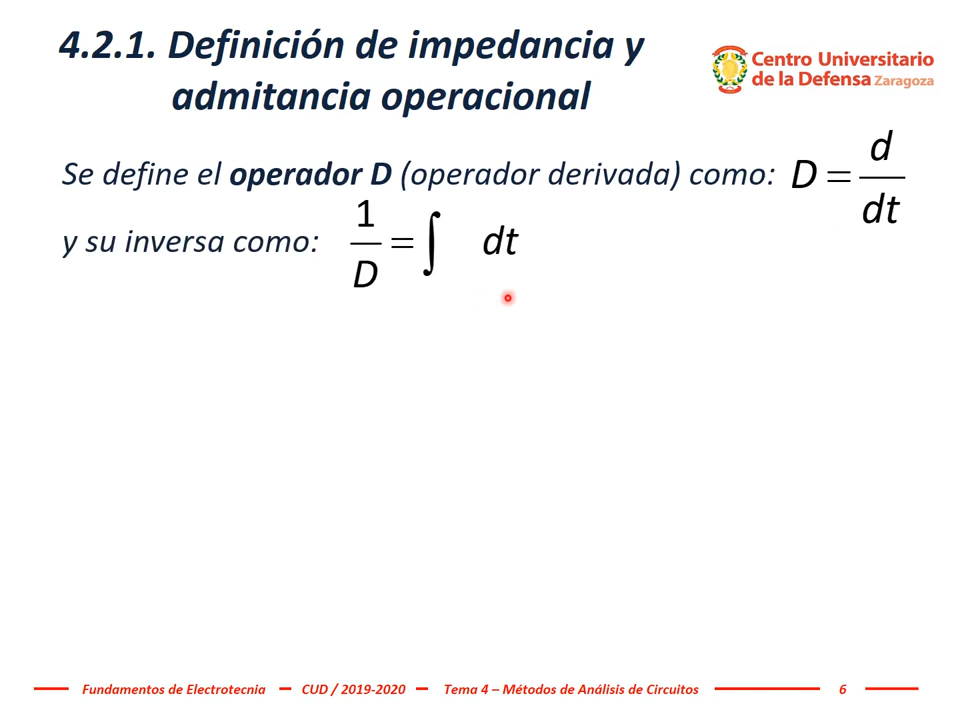 4.2.1. Definición de impedancia y
admitancia operacional
Centro Universitario
de la Defensa Zaragoza
Se define el operador D (operador derivada) como: D = d/dt
y su inversa como: 1/D = ∫ dt
Fundamentos de Electrotecnia – CUD / 2019-2020 – Tema 4 – Métodos de Análisis de Circuitos 6